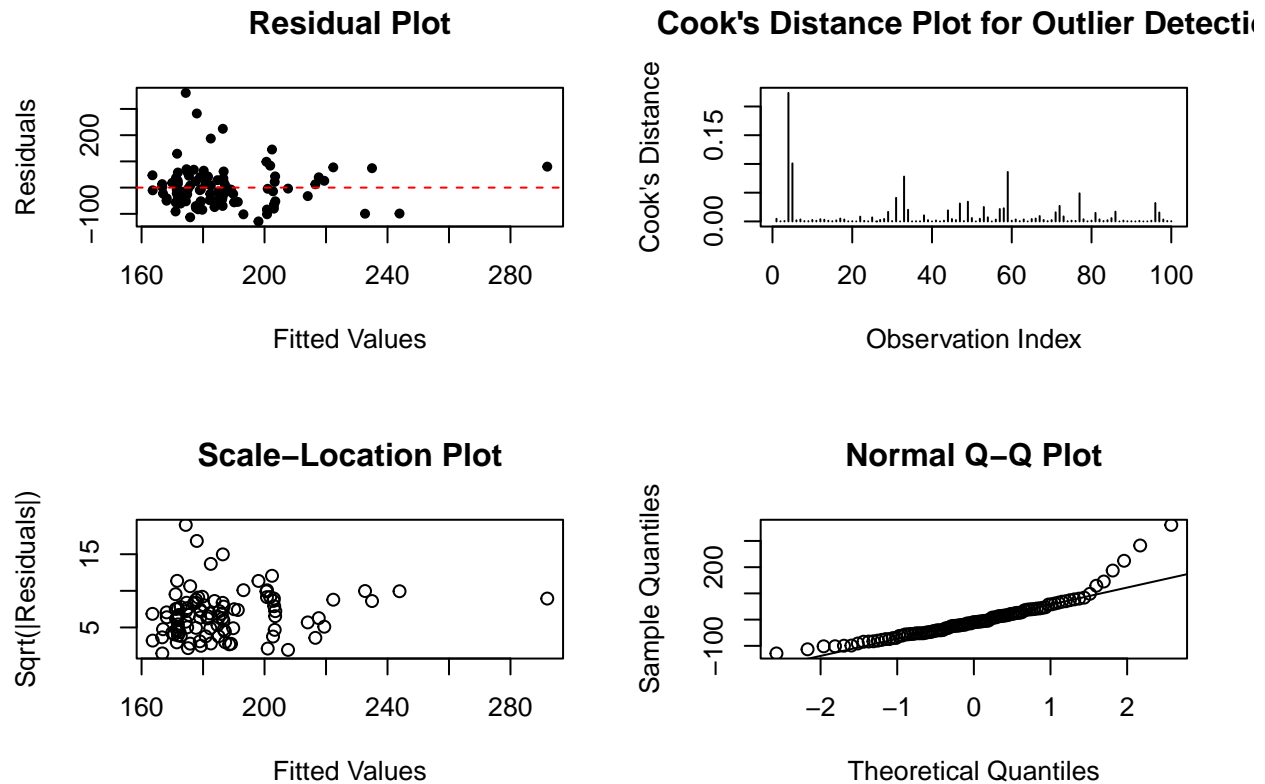 Residual Plot
Residuals
−100
200
160
200
240
280
Fitted Values
Cook's Distance Plot for Outlier Detectio
Cook's Distance
0.00
0.15
0
20
40
60
80
100
Observation Index
Scale−Location Plot
Sqrt(|Residuals|)
5
15
160
200
240
280
Fitted Values
Normal Q−Q Plot
Sample Quantiles
−100
200
−2
−1
0
1
2
Theoretical Quantiles